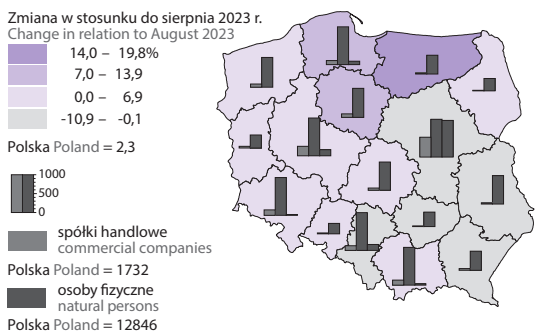 Zmiana w stosunku do sierpnia 2023 r.
Change in relation to August 2023
14,0 – 19,8%
7,0 – 13,9
0,0 – 6,9
-10,9 – -0,1
Polska Poland = 2,3
1000
500
0
spółki handlowe
commercial companies
Polska Poland = 1732
osoby fizyczne
natural persons
Polska Poland = 12846